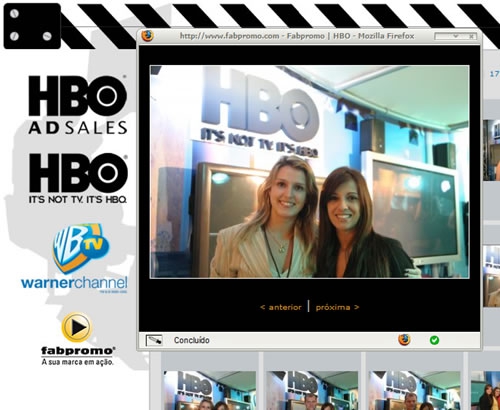 http://www.fabpromo.com - Fabpromo | HBO - Mozilla Firefox
17
HBO®
AD SALES
HBO®
IT'S NOT TV. IT'S HBO.
WB TV
warnerchannel
fabpromo®
A sua marca em ação.
HBO
IT'S NOT TV. IT'S HBO.
< anterior | próxima >
Concluído